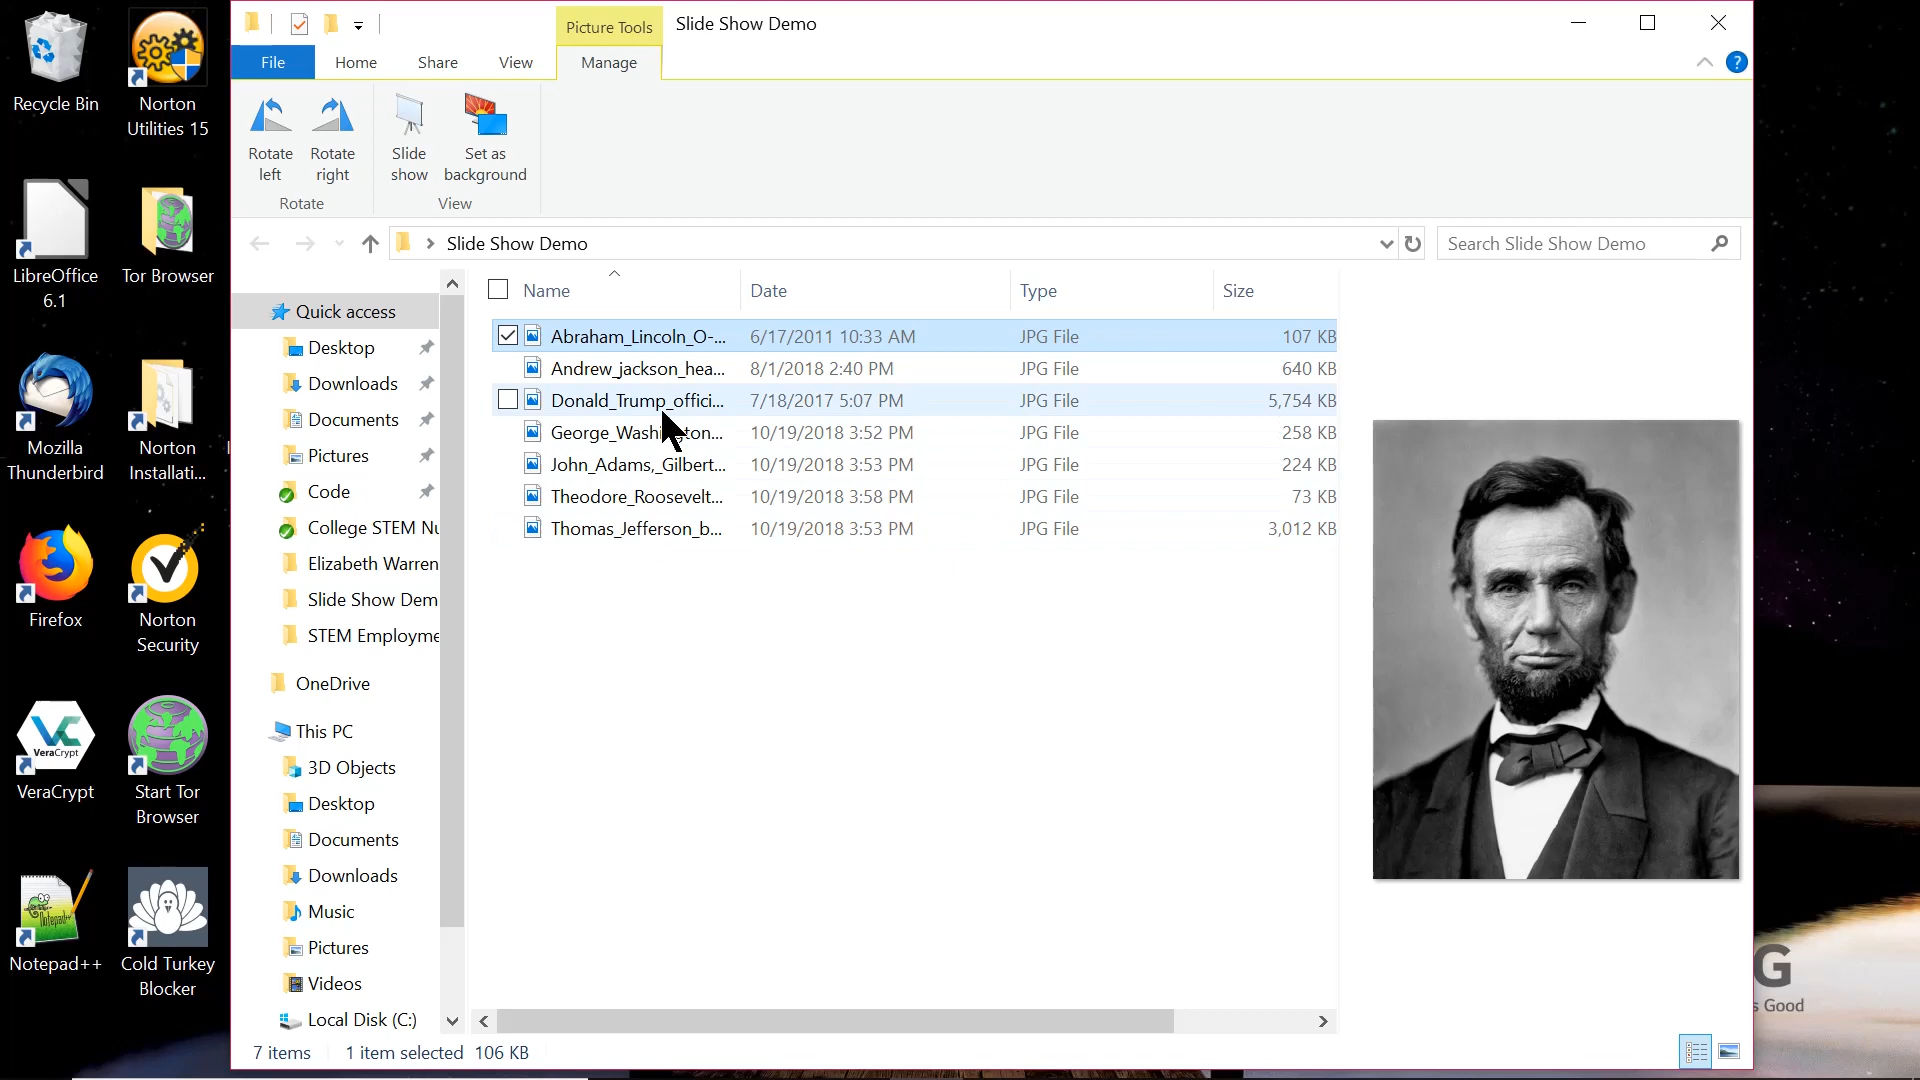 Recycle Bin
Norton
Utilities 15
LibreOffice
6.1
Tor Browser
Mozilla
Thunderbird
Norton
Installati...
Firefox
Norton
Security
VeraCrypt
VeraCrypt
Start Tor
Browser
Notepad++
Notepad++
Cold Turkey
Blocker
Picture Tools
Slide Show Demo
File
Home
Share
View
Manage
?
Rotate
left
Rotate
right
Slide
show
Set as
background
Rotate
View
Slide Show Demo
Search Slide Show Demo
Quick access
Desktop
Downloads
Documents
Pictures
Code
College STEM Nu
Elizabeth Warren
Slide Show Dem
STEM Employme
OneDrive
This PC
3D Objects
Desktop
Documents
Downloads
Music
Pictures
Videos
Local Disk (C:)
Name Date Type Size
Abraham_Lincoln_O-... 6/17/2011 10:33 AM JPG File 107 KB
Andrew_jackson_hea... 8/1/2018 2:40 PM JPG File 640 KB
Donald_Trump_offici... 7/18/2017 5:07 PM JPG File 5,754 KB
George_Washington... 10/19/2018 3:52 PM JPG File 258 KB
John_Adams,_Gilbert... 10/19/2018 3:53 PM JPG File 224 KB
Theodore_Roosevelt... 10/19/2018 3:58 PM JPG File 73 KB
Thomas_Jefferson_b... 10/19/2018 3:53 PM JPG File 3,012 KB
7 items 1 item selected 106 KB
G
s Good